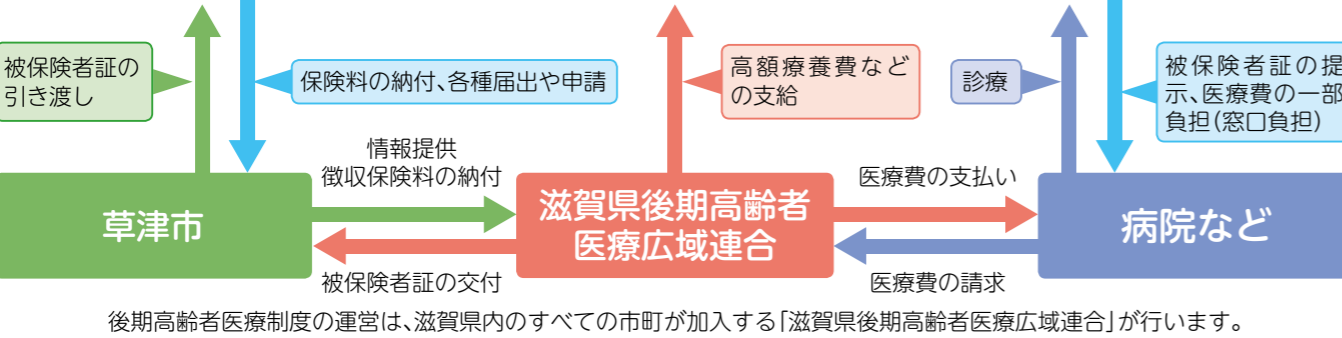 被保険者証の
引き渡し
保険料の納付、各種届出や申請
高額療養費など
の支給
診療
被保険者証の提
示、医療費の一部
負担(窓口負担)
情報提供
徴収保険料の納付
医療費の支払い
草津市
滋賀県後期高齢者
医療広域連合
病院など
被保険者証の交付
医療費の請求
後期高齢者医療制度の運営は、滋賀県内のすべての市町が加入する「滋賀県後期高齢者医療広域連合」が行います。